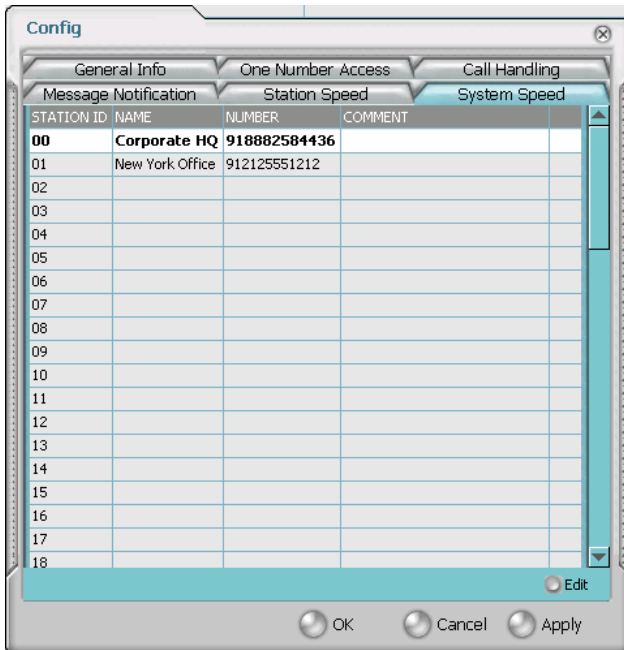 Config
General Info One Number Access Call Handling
Message Notification Station Speed System Speed
STATION ID NAME NUMBER COMMENT
00 Corporate HQ 918882584436
01 New York Office 912125551212
02
03
04
05
06
07
08
09
10
11
12
13
14
15
16
17
18
Edit
OK Cancel Apply